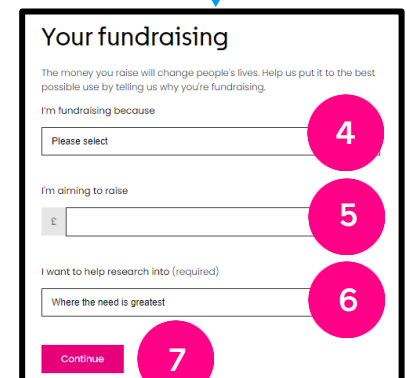 Your fundraising
The money you raise will change people's lives. Help us put it to the best
possible use by telling us why you're fundraising.
I'm fundraising because
Please select
4
I'm aiming to raise
£
5
I want to help research into (required)
Where the need is greatest
6
Continue
7